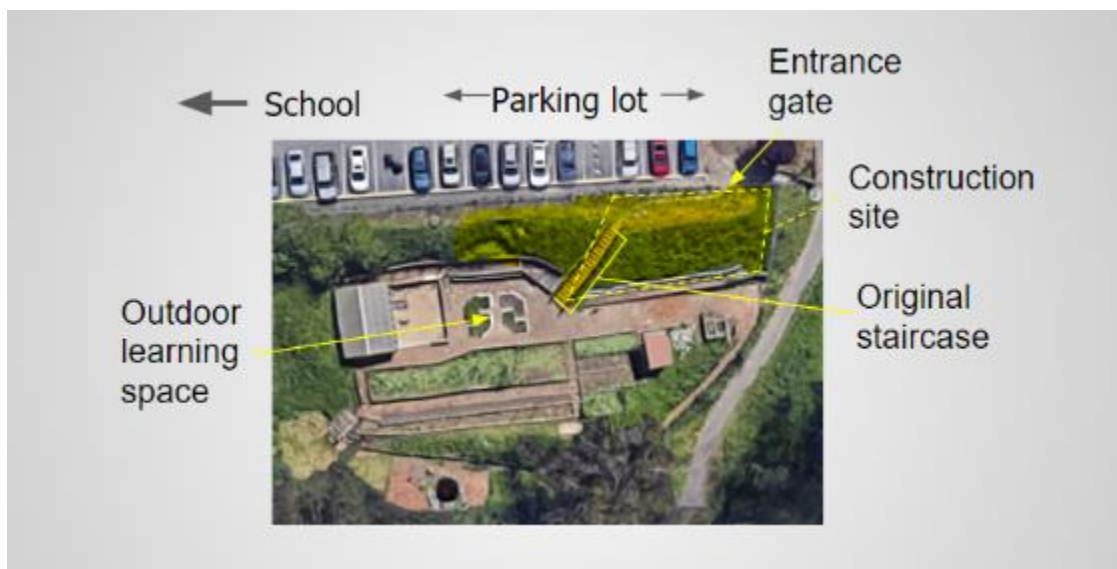 School
Parking lot
Entrance
gate
Construction
site
Original
staircase
Outdoor
learning
space